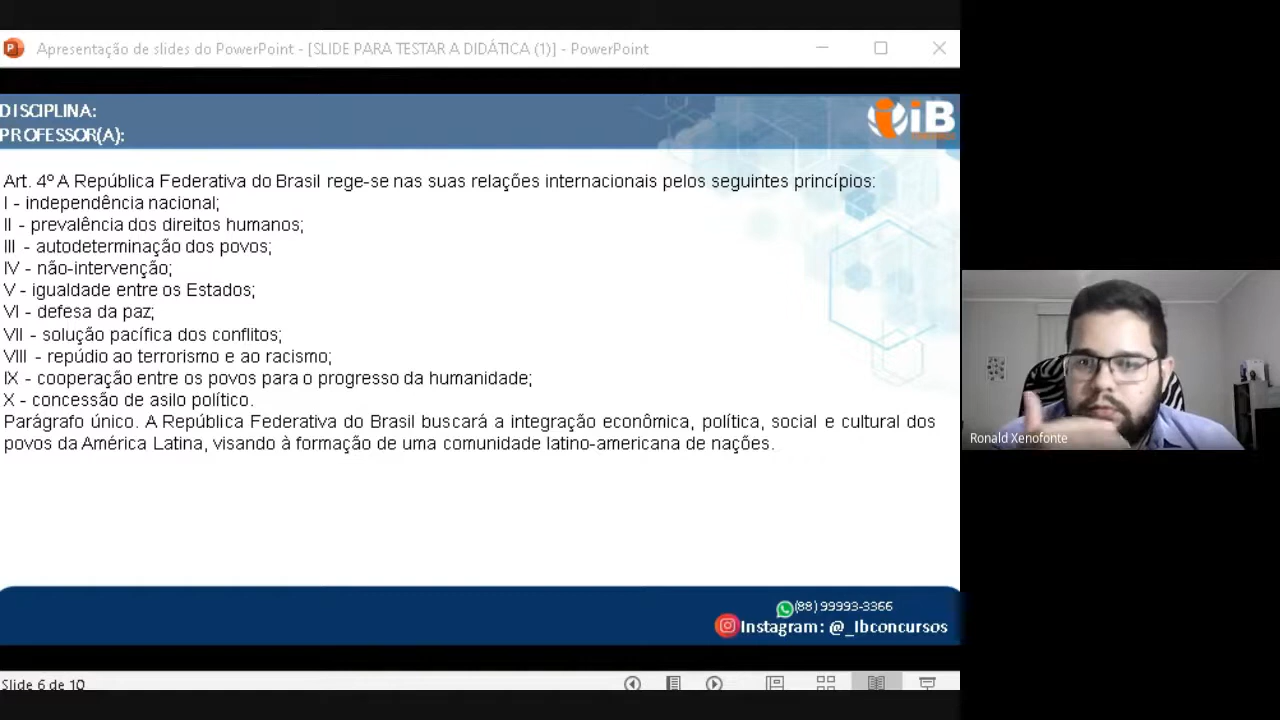 Apresentação de slides do PowerPoint - [SLIDE PARA TESTAR A DIDÁTICA (1)] - PowerPoint
DISCIPLINA:
PROFESSOR(A):
iB
Art. 4º A República Federativa do Brasil rege-se nas suas relações internacionais pelos seguintes princípios:
I - independência nacional;
II - prevalência dos direitos humanos;
III - autodeterminação dos povos;
IV - não-intervenção;
V - igualdade entre os Estados;
VI - defesa da paz;
VII - solução pacífica dos conflitos;
VIII - repúdio ao terrorismo e ao racismo;
IX - cooperação entre os povos para o progresso da humanidade;
X - concessão de asilo político.
Parágrafo único. A República Federativa do Brasil buscará a integração econômica, política, social e cultural dos
povos da América Latina, visando à formação de uma comunidade latino-americana de nações.
Ronald Xenofonte
(88) 99993-3366
Instagram: @_Ibconcursos
Slide 6 de 10